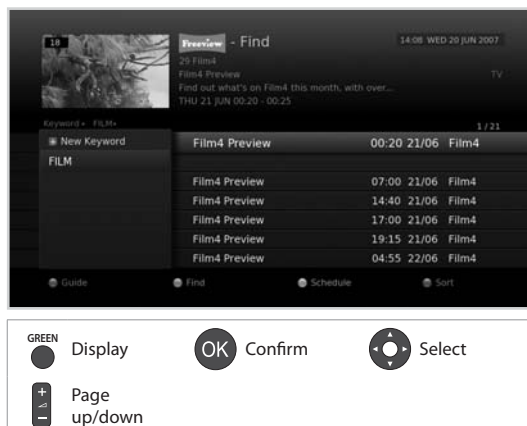 18
Freeview - Find
14:08 WED 20 JUN 2007
29 Film4
Film4 Preview
TV
Find out what's on Film4 this month, with over...
THU 21 JUN 00:20 - 00:25
Keyword▸ FILM▸
1/21
New Keyword
FILM
Film4 Preview 00:20 21/06 Film4
Film4 Preview 07:00 21/06 Film4
Film4 Preview 14:40 21/06 Film4
Film4 Preview 17:00 21/06 Film4
Film4 Preview 19:15 21/06 Film4
Film4 Preview 04:55 22/06 Film4
Guide Find Schedule Sort
GREEN Display
OK Confirm
Select
+ − Page up/down